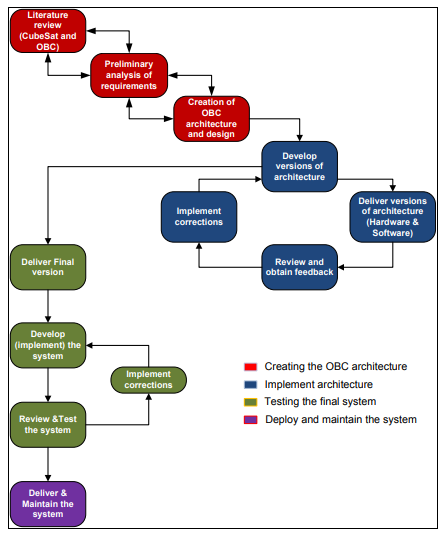 Literature
review
(CubeSat and
OBC)
Preliminary
analysis of
requirements
Creation of
OBC
architecture
and design
Develop
versions of
architecture
Implement
corrections
Deliver versions
of architecture
(Hardware &
Software)
Review and
obtain feedback
Deliver Final
version
Develop
(implement) the
system
Implement
corrections
Review &Test
the system
Deliver &
Maintain the
system
Creating the OBC architecture
Implement architecture
Testing the final system
Deploy and maintain the system